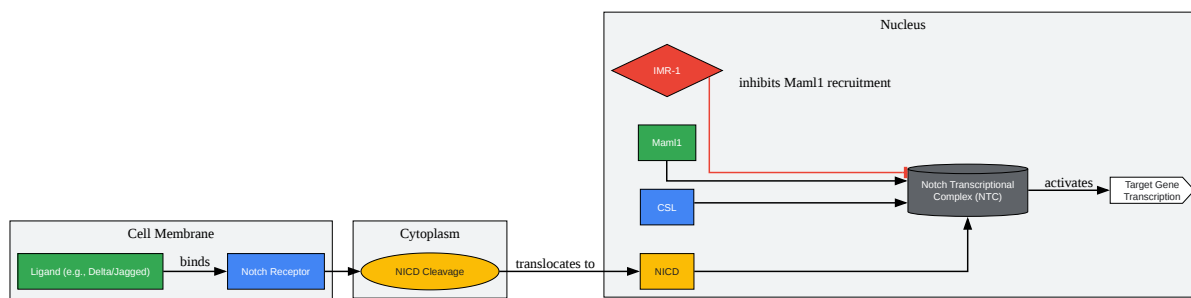 Nucleus
IMR-1
inhibits Maml1 recruitment
Maml1
CSL
Notch Transcriptional
Complex (NTC)
activates
Target Gene
Transcription
Cell Membrane
Ligand (e.g., Delta/Jagged)
binds
Notch Receptor
Cytoplasm
NICD Cleavage
translocates to
NICD